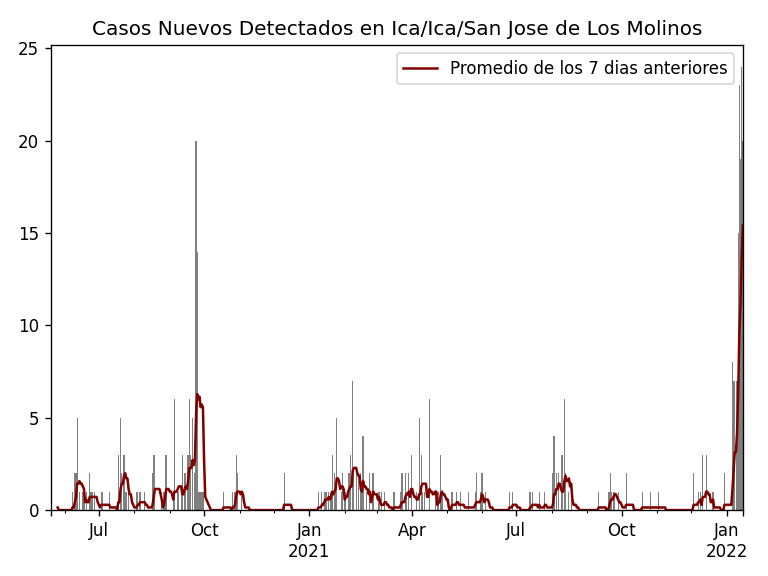 Casos Nuevos Detectados en Ica/Ica/San Jose de Los Molinos
Promedio de los 7 dias anteriores
25
20
15
10
5
0
Jul Oct Jan Apr Jul Oct Jan
2021 2022